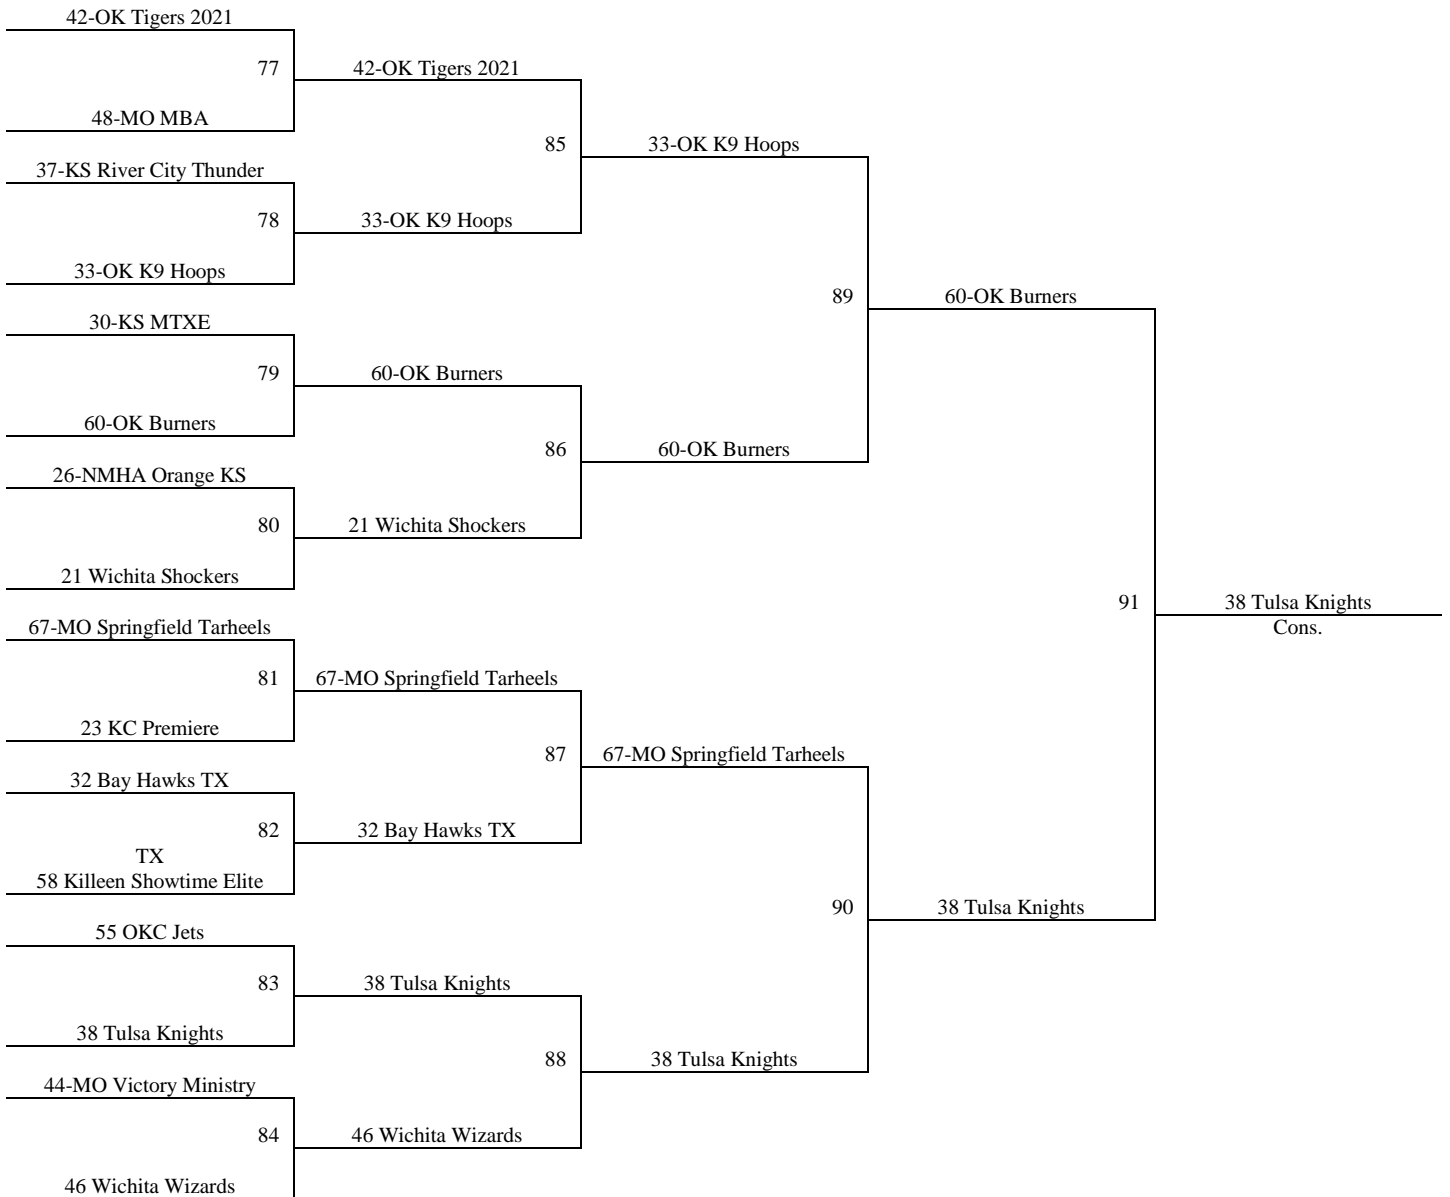 42-OK Tigers 2021
77
42-OK Tigers 2021
48-MO MBA
85
33-OK K9 Hoops
37-KS River City Thunder
78
33-OK K9 Hoops
33-OK K9 Hoops
89
60-OK Burners
30-KS MTXE
79
60-OK Burners
60-OK Burners
86
60-OK Burners
26-NMHA Orange KS
80
21 Wichita Shockers
21 Wichita Shockers
91
38 Tulsa Knights
Cons.
67-MO Springfield Tarheels
81
67-MO Springfield Tarheels
23 KC Premiere
87
67-MO Springfield Tarheels
32 Bay Hawks TX
82
32 Bay Hawks TX
TX
58 Killeen Showtime Elite
90
38 Tulsa Knights
55 OKC Jets
83
38 Tulsa Knights
38 Tulsa Knights
88
38 Tulsa Knights
44-MO Victory Ministry
84
46 Wichita Wizards
46 Wichita Wizards